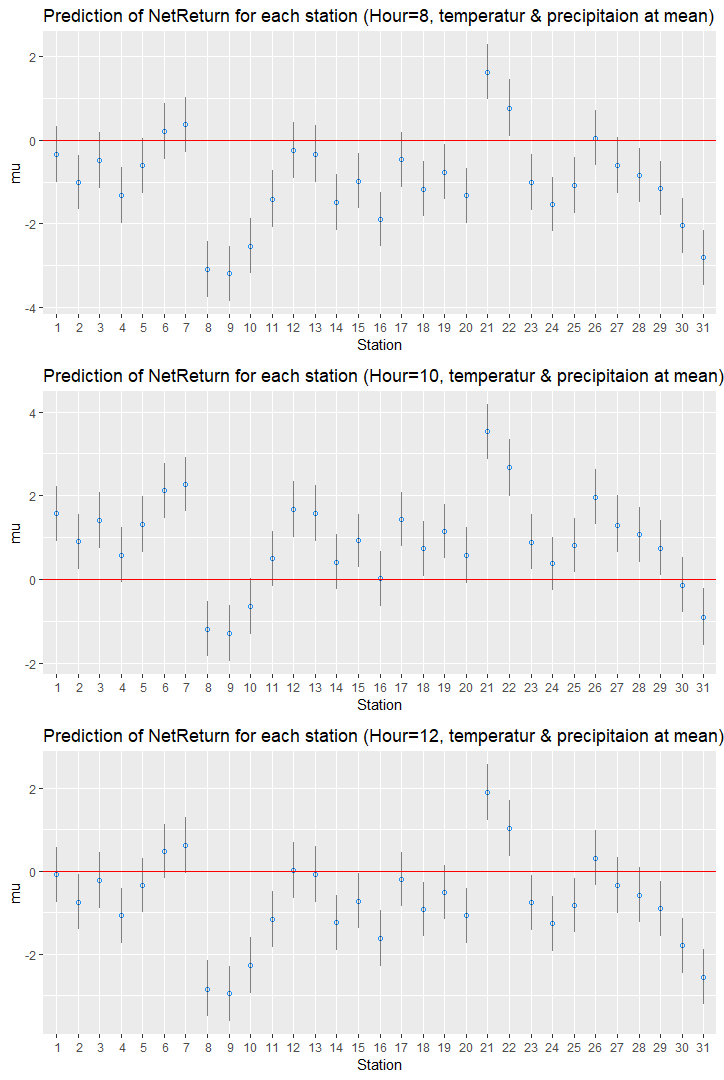 Prediction of NetReturn for each station (Hour=8, temperatur & precipitaion at mean)
2
0
-2
-4
mu
1 2 3 4 5 6 7 8 9 10 11 12 13 14 15 16 17 18 19 20 21 22 23 24 25 26 27 28 29 30 31
Station
Prediction of NetReturn for each station (Hour=10, temperatur & precipitaion at mean)
4
2
0
-2
mu
1 2 3 4 5 6 7 8 9 10 11 12 13 14 15 16 17 18 19 20 21 22 23 24 25 26 27 28 29 30 31
Station
Prediction of NetReturn for each station (Hour=12, temperatur & precipitaion at mean)
2
0
-2
mu
1 2 3 4 5 6 7 8 9 10 11 12 13 14 15 16 17 18 19 20 21 22 23 24 25 26 27 28 29 30 31
Station